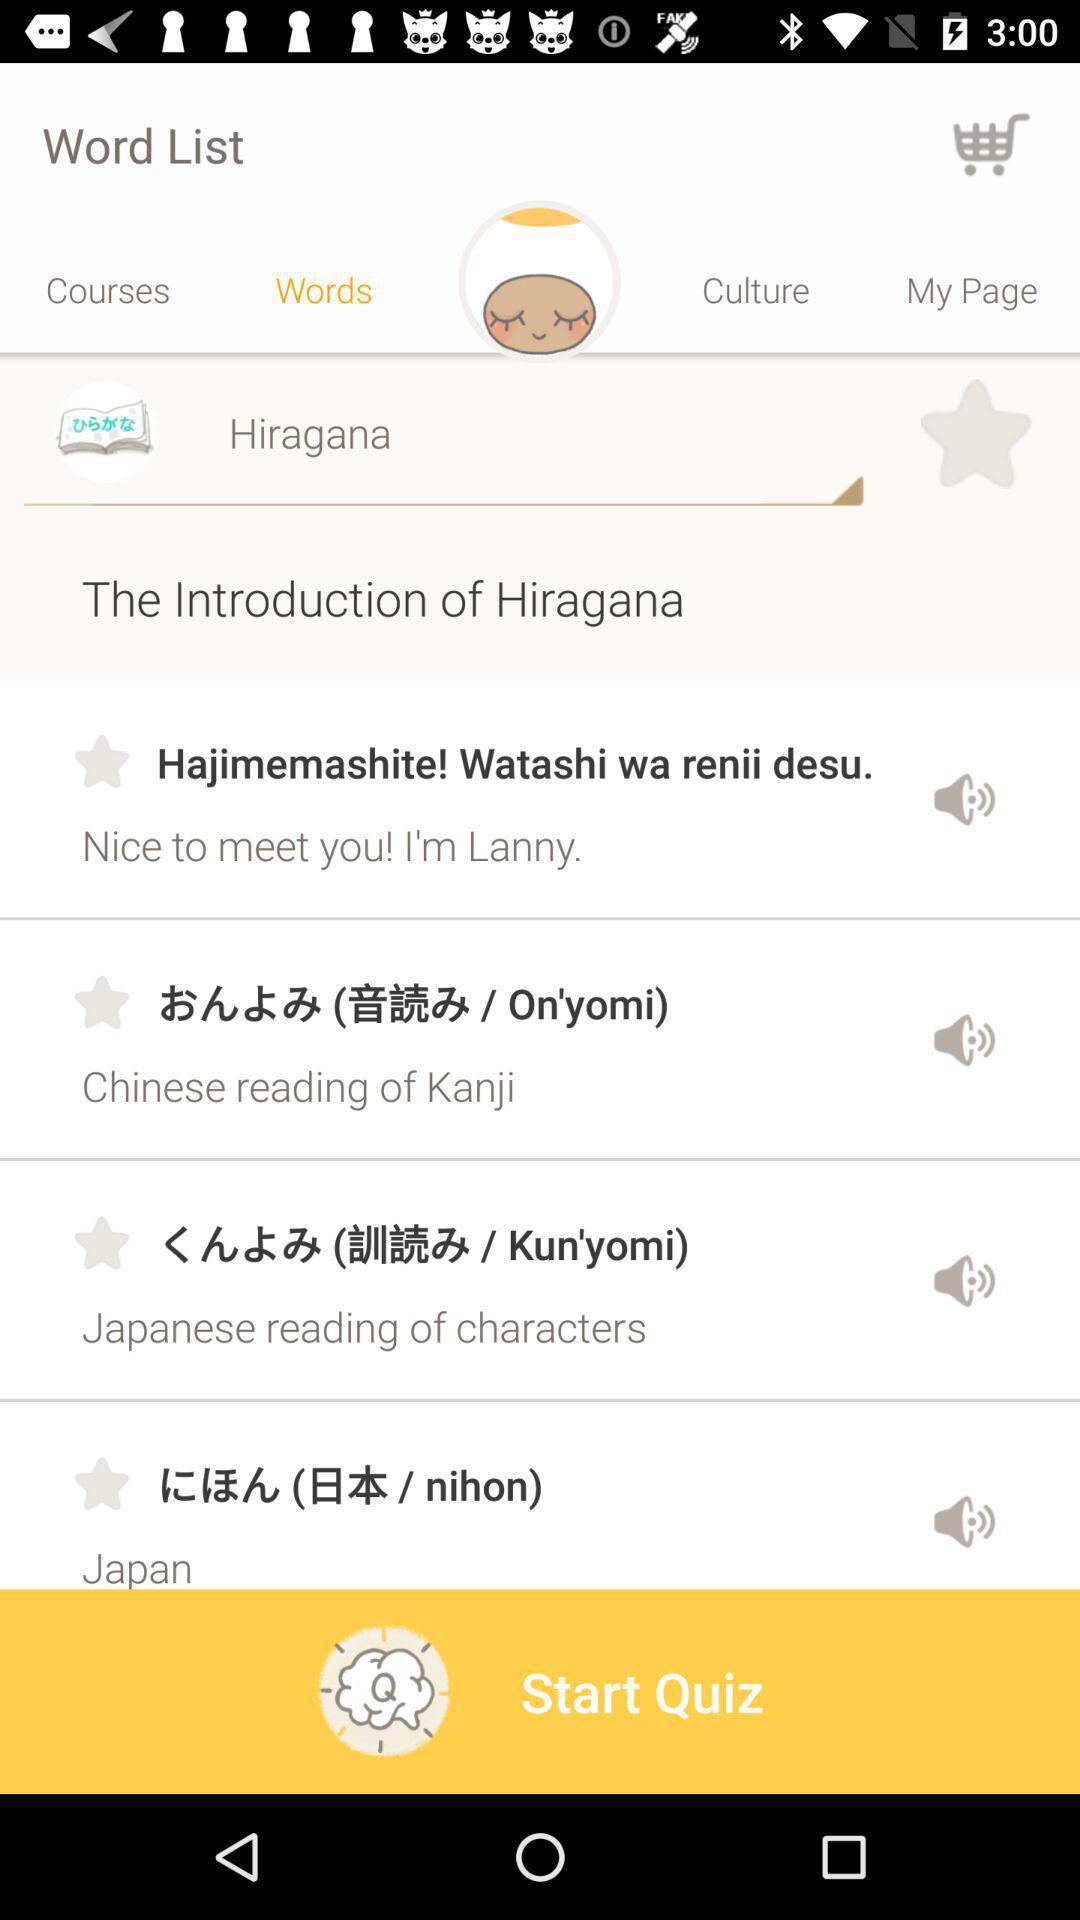 FAKE
3:00
Word List
Courses
Words
Culture
My Page
ひらがな
Hiragana
The Introduction of Hiragana
Hajimemashite! Watashi wa renii desu.
Nice to meet you! I'm Lanny.
おんよみ (音読み / On'yomi)
Chinese reading of Kanji
くんよみ (訓読み / Kun'yomi)
Japanese reading of characters
にほん (日本 / nihon)
Japan
Q
Start Quiz